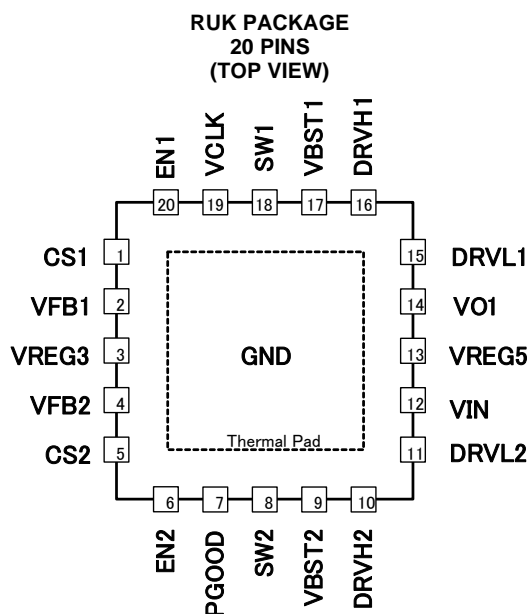 RUK PACKAGE
20 PINS
(TOP VIEW)
EN1
VCLK
SW1
VBST1
DRVH1
20
19
18
17
16
CS1
1
15
DRVL1
VFB1
2
14
VO1
VREG3
3
GND
13
VREG5
VFB2
4
12
VIN
Thermal Pad
CS2
5
11
DRVL2
6
7
8
9
10
EN2
PGOOD
SW2
VBST2
DRVH2